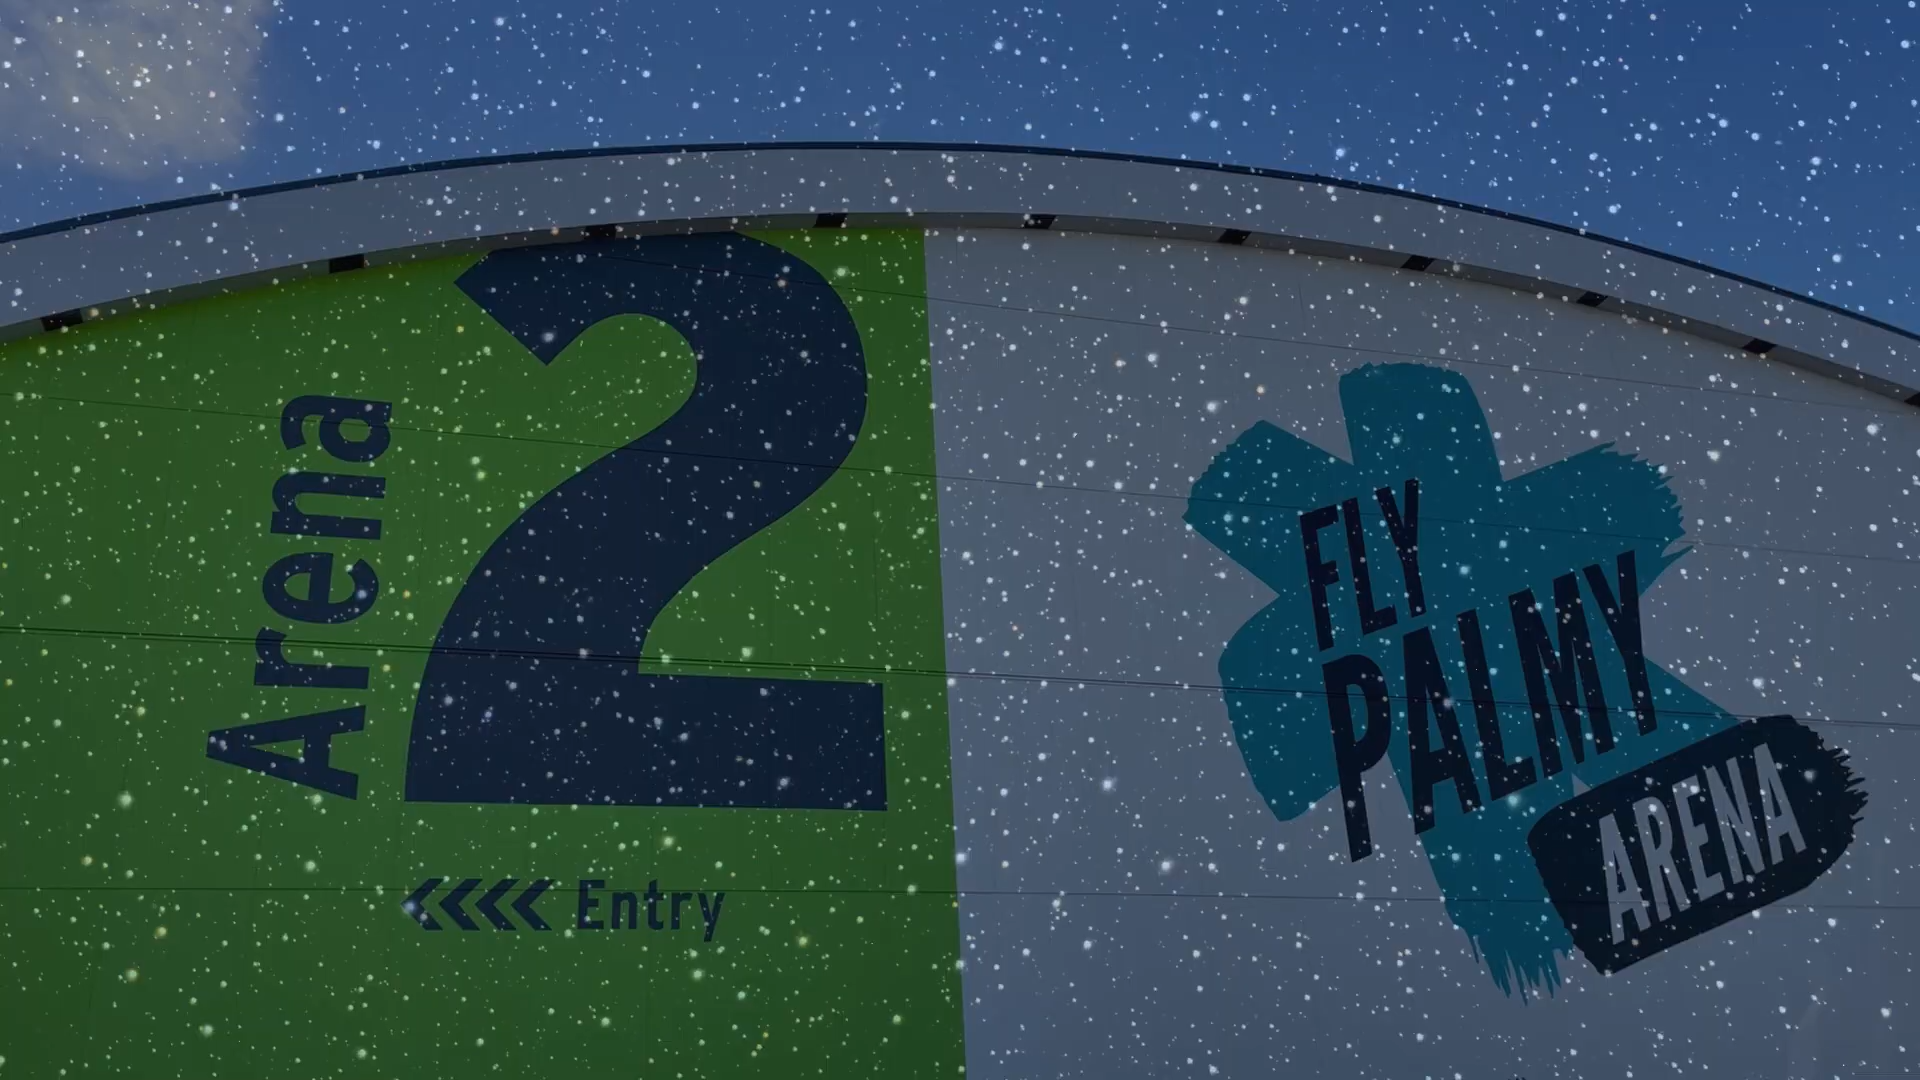 Arena
2
<<<< Entry
FLY
PALMY
ARENA